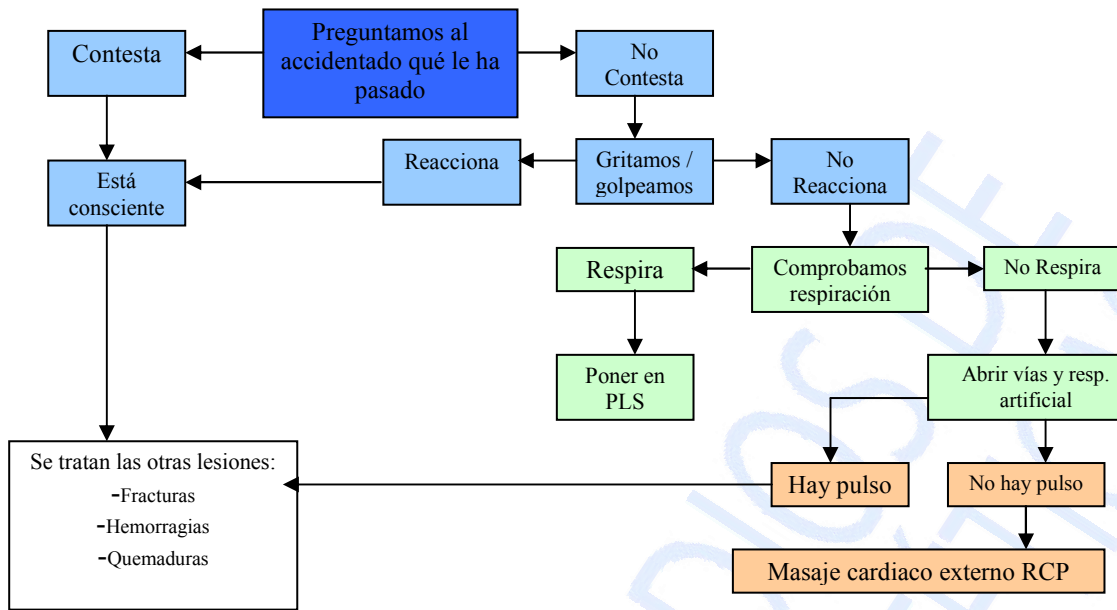 Preguntamos al
accidentado qué le ha
pasado
Contesta
No
Contesta
Reacciona
Gritamos /
golpeamos
No
Reacciona
Está
consciente
Respira
Comprobamos
respiración
No Respira
Poner en
PLS
Abrir vías y resp.
artificial
Se tratan las otras lesiones:
-Fracturas
-Hemorragias
-Quemaduras
Hay pulso
No hay pulso
Masaje cardiaco externo RCP